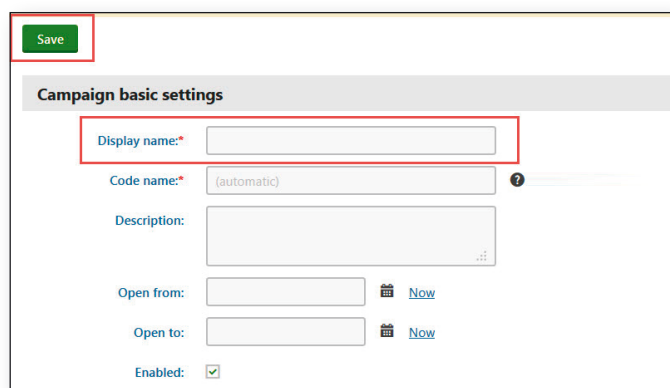 Save
Campaign basic settings
Display name:*
Code name:* (automatic) ?
Description:
Open from: Now
Open to: Now
Enabled: